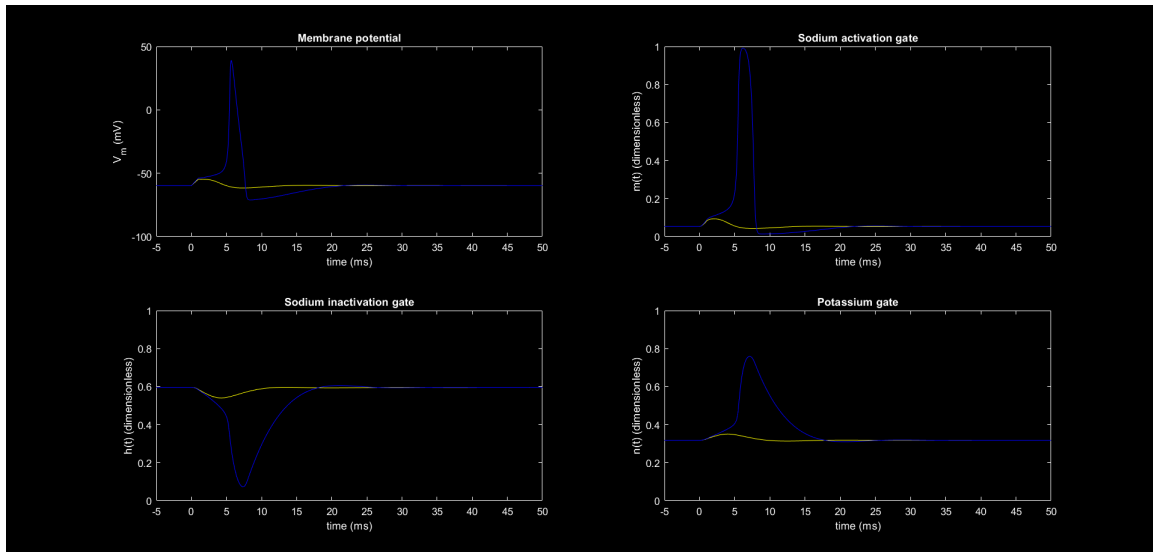 Membrane potential
50
0
-50
-100
V_m (mV)
-5 0 5 10 15 20 25 30 35 40 45 50
time (ms)
Sodium activation gate
1
0.8
0.6
0.4
0.2
0
m(t) (dimensionless)
-5 0 5 10 15 20 25 30 35 40 45 50
time (ms)
Sodium inactivation gate
1
0.8
0.6
0.4
0.2
0
h(t) (dimensionless)
-5 0 5 10 15 20 25 30 35 40 45 50
time (ms)
Potassium gate
1
0.8
0.6
0.4
0.2
0
n(t) (dimensionless)
-5 0 5 10 15 20 25 30 35 40 45 50
time (ms)